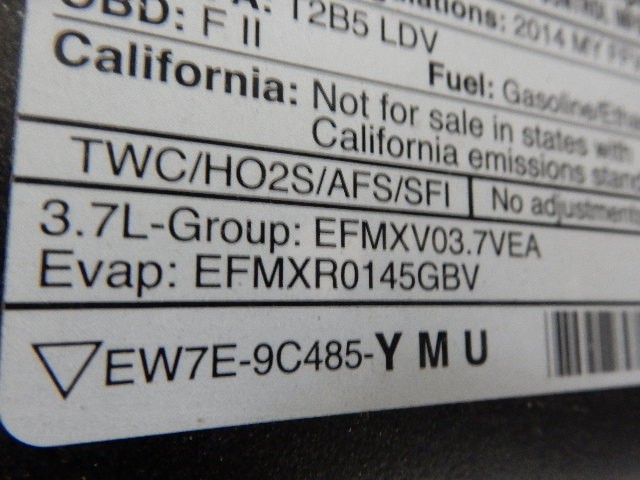 T2B5 LDV
OBD: F II
2014 MY
Fuel: Gasoline/
California: Not for sale in states with
California emissions
TWC/HO2S/AFS/SFI No adjustments
3.7L-Group: EFMXV03.7VEA
Evap: EFMXR0145GBV
EW7E-9C485-Y M U